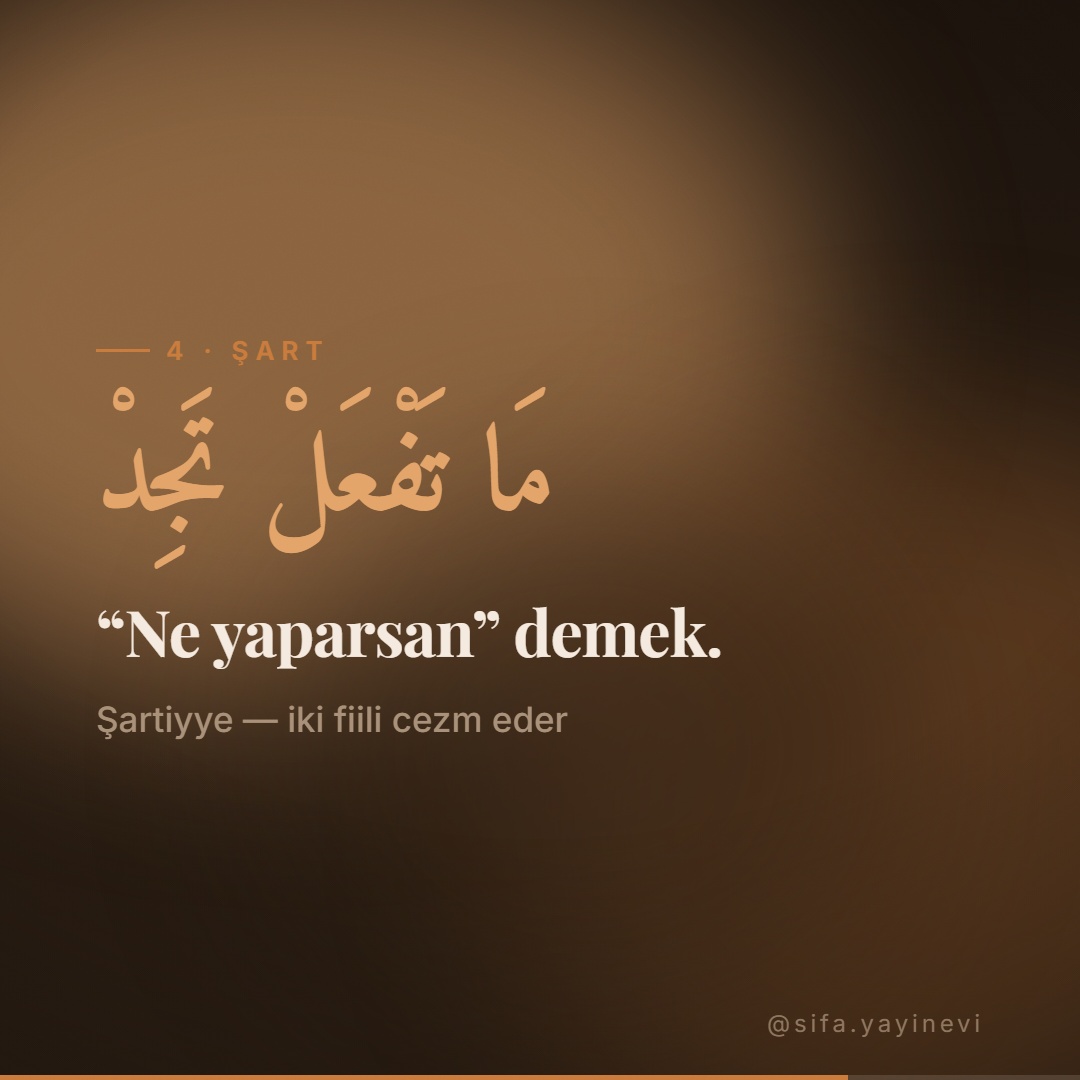 4 · ŞART
مَا تَفْعَلْ تَجِدْ
“Ne yaparsan” demek.
Şartiyye — iki fiili cezm eder
@sifa.yayinevi